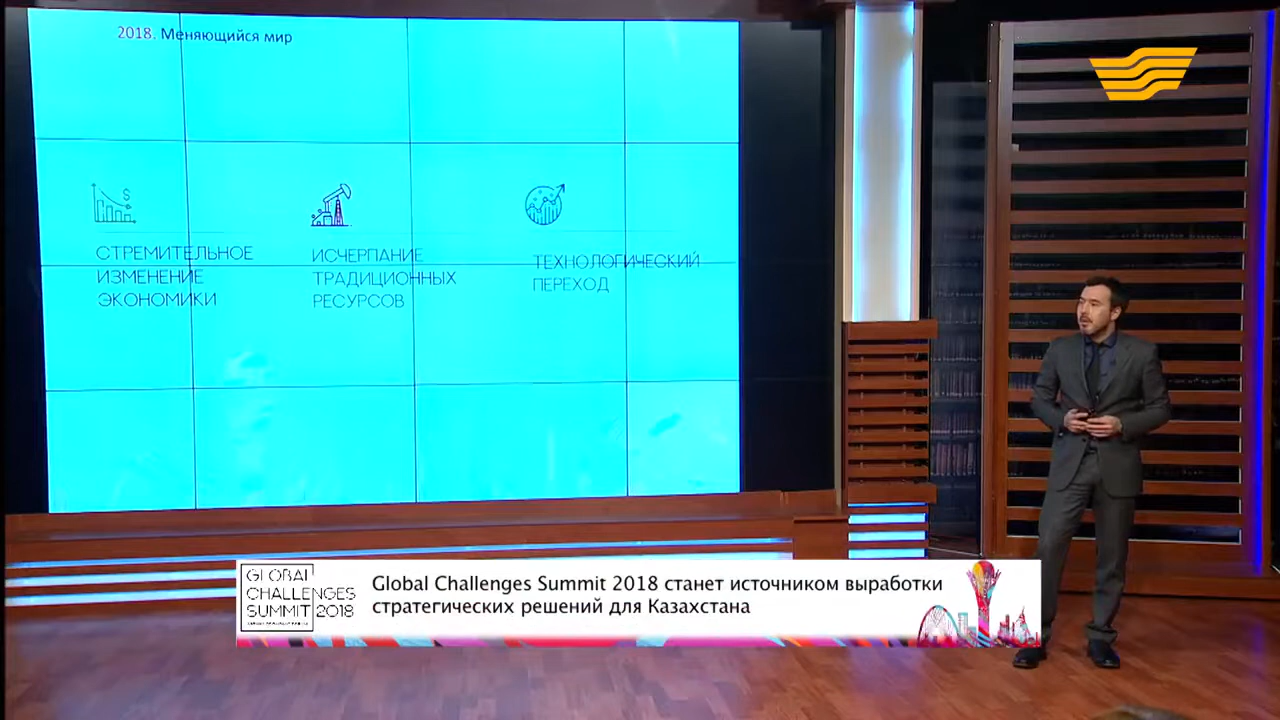 2018. Меняющийся мир
СТРЕМИТЕЛЬНОЕ
ИЗМЕНЕНИЕ
ЭКОНОМИКИ
ИСЧЕРПАНИЕ
ТРАДИЦИОННЫХ
РЕСУРСОВ
ТЕХНОЛОГИЧЕСКИЙ
ПЕРЕХОД
GLOBAL
CHALLENGES
SUMMIT 2018
Global Challenges Summit 2018 станет источником выработки
стратегических решений для Казахстана